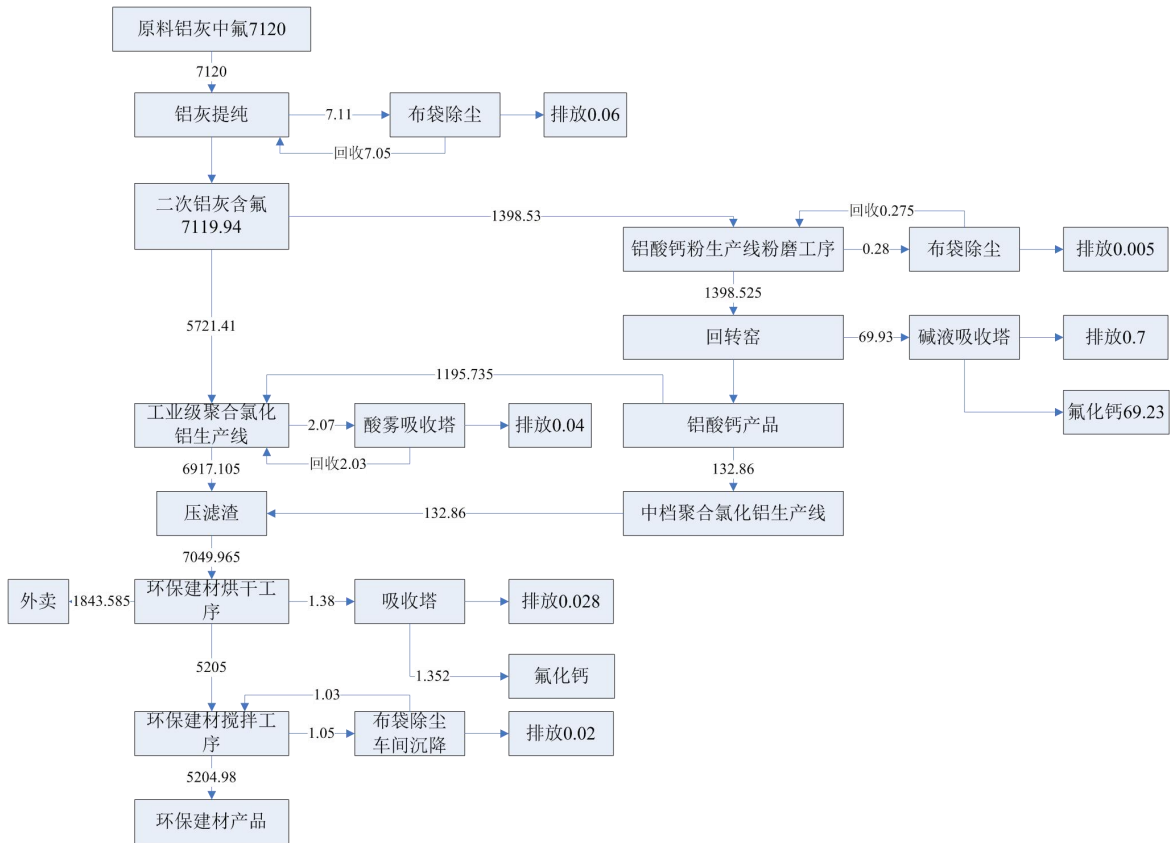 原料铝灰中氟7120
7120
铝灰提纯
7.11
布袋除尘
排放0.06
回收7.05
二次铝灰含氟
7119.94
1398.53
回收0.275
铝酸钙粉生产线粉磨工序
0.28
布袋除尘
排放0.005
1398.525
5721.41
回转窑
69.93
碱液吸收塔
排放0.7
1195.735
氟化钙69.23
工业级聚合氯化
铝生产线
2.07
酸雾吸收塔
排放0.04
铝酸钙产品
回收2.03
6917.105
132.86
压滤渣
132.86
中档聚合氯化铝生产线
7049.965
外卖
1843.585
环保建材烘干工
序
1.38
吸收塔
排放0.028
5205
1.352
氟化钙
1.03
环保建材搅拌工
序
1.05
布袋除尘
车间沉降
排放0.02
5204.98
环保建材产品